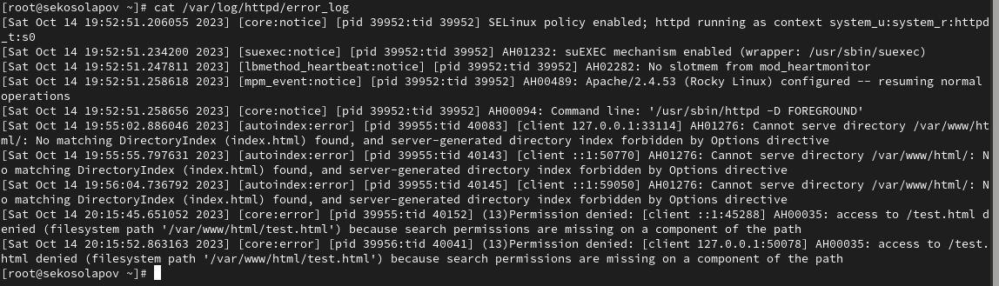 [root@sekosolapov ~]# cat /var/log/httpd/error_log
[Sat Oct 14 19:52:51.206055 2023] [core:notice] [pid 39952:tid 39952] SELinux policy enabled; httpd running as context system_u:system_r:httpd
_t:s0
[Sat Oct 14 19:52:51.234200 2023] [suexec:notice] [pid 39952:tid 39952] AH01232: suEXEC mechanism enabled (wrapper: /usr/sbin/suexec)
[Sat Oct 14 19:52:51.247811 2023] [lbmethod_heartbeat:notice] [pid 39952:tid 39952] AH02282: No slotmem from mod_heartmonitor
[Sat Oct 14 19:52:51.258618 2023] [mpm_event:notice] [pid 39952:tid 39952] AH00489: Apache/2.4.53 (Rocky Linux) configured -- resuming normal
operations
[Sat Oct 14 19:52:51.258656 2023] [core:notice] [pid 39952:tid 39952] AH00094: Command line: '/usr/sbin/httpd -D FOREGROUND'
[Sat Oct 14 19:55:02.886046 2023] [autoindex:error] [pid 39955:tid 40083] [client 127.0.0.1:33114] AH01276: Cannot serve directory /var/www/ht
ml/: No matching DirectoryIndex (index.html) found, and server-generated directory index forbidden by Options directive
[Sat Oct 14 19:55:55.797631 2023] [autoindex:error] [pid 39955:tid 40143] [client ::1:50770] AH01276: Cannot serve directory /var/www/html/: N
o matching DirectoryIndex (index.html) found, and server-generated directory index forbidden by Options directive
[Sat Oct 14 19:56:04.736792 2023] [autoindex:error] [pid 39955:tid 40145] [client ::1:59050] AH01276: Cannot serve directory /var/www/html/: N
o matching DirectoryIndex (index.html) found, and server-generated directory index forbidden by Options directive
[Sat Oct 14 20:15:45.651052 2023] [core:error] [pid 39955:tid 40152] (13)Permission denied: [client ::1:45288] AH00035: access to /test.html d
enied (filesystem path '/var/www/html/test.html') because search permissions are missing on a component of the path
[Sat Oct 14 20:15:52.863163 2023] [core:error] [pid 39956:tid 40041] (13)Permission denied: [client 127.0.0.1:50078] AH00035: access to /test.
html denied (filesystem path '/var/www/html/test.html') because search permissions are missing on a component of the path
[root@sekosolapov ~]#